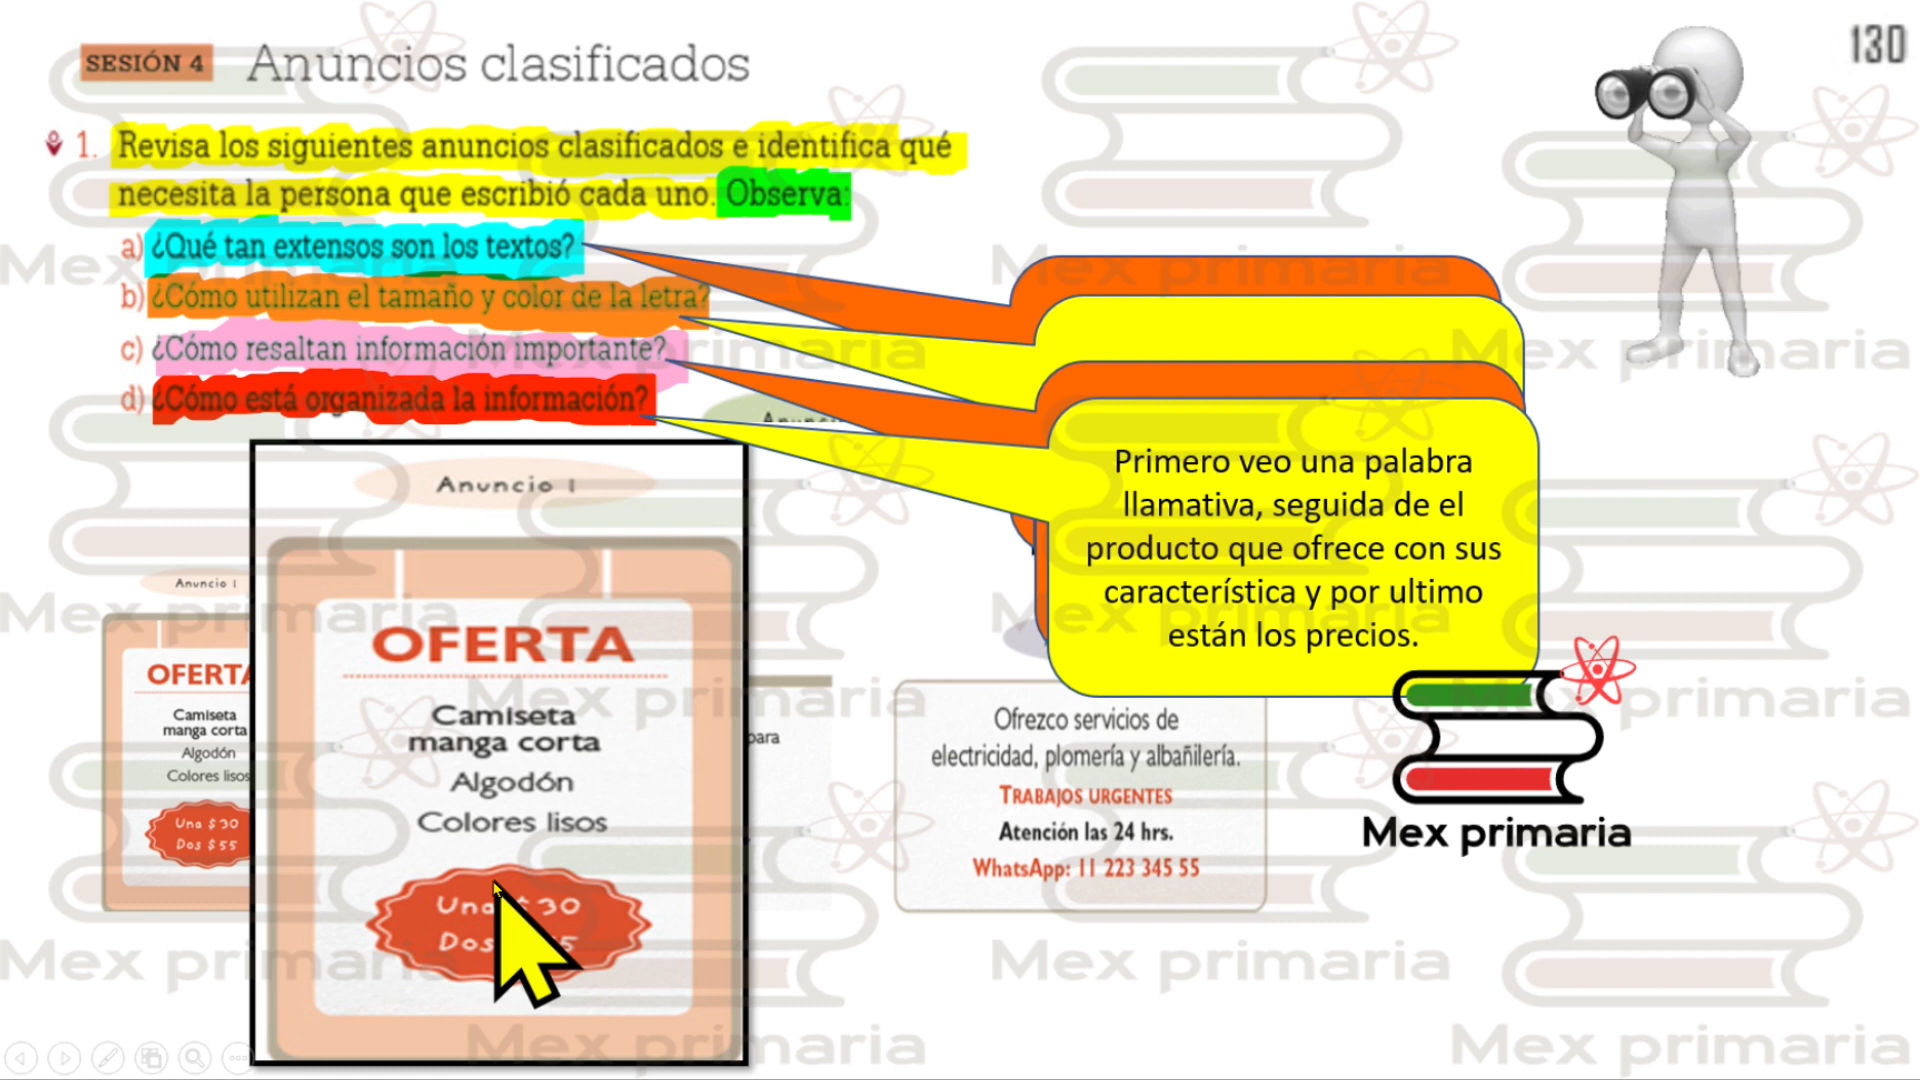 SESIÓN 4 Anuncios clasificados
130
1. Revisa los siguientes anuncios clasificados e identifica qué
necesita la persona que escribió cada uno. Observa:
a) ¿Qué tan extensos son los textos?
b) ¿Cómo utilizan el tamaño y color de la letra?
c) ¿Cómo resaltan información importante?
d) ¿Cómo está organizada la información?
Primero veo una palabra
llamativa, seguida de el
producto que ofrece con sus
característica y por ultimo
están los precios.
Anuncio 1
OFERTA
Camiseta
manga corta
Algodón
Colores lisos
Una $30
Dos $55
Anuncio 1
OFERTA
Camiseta
manga corta
Algodón
Colores lisos
Una $ 30
Dos
para
Ofrezco servicios de
electricidad, plomería y albañilería.
TRABAJOS URGENTES
Atención las 24 hrs.
WhatsApp: 11 223 345 55
Mex primaria